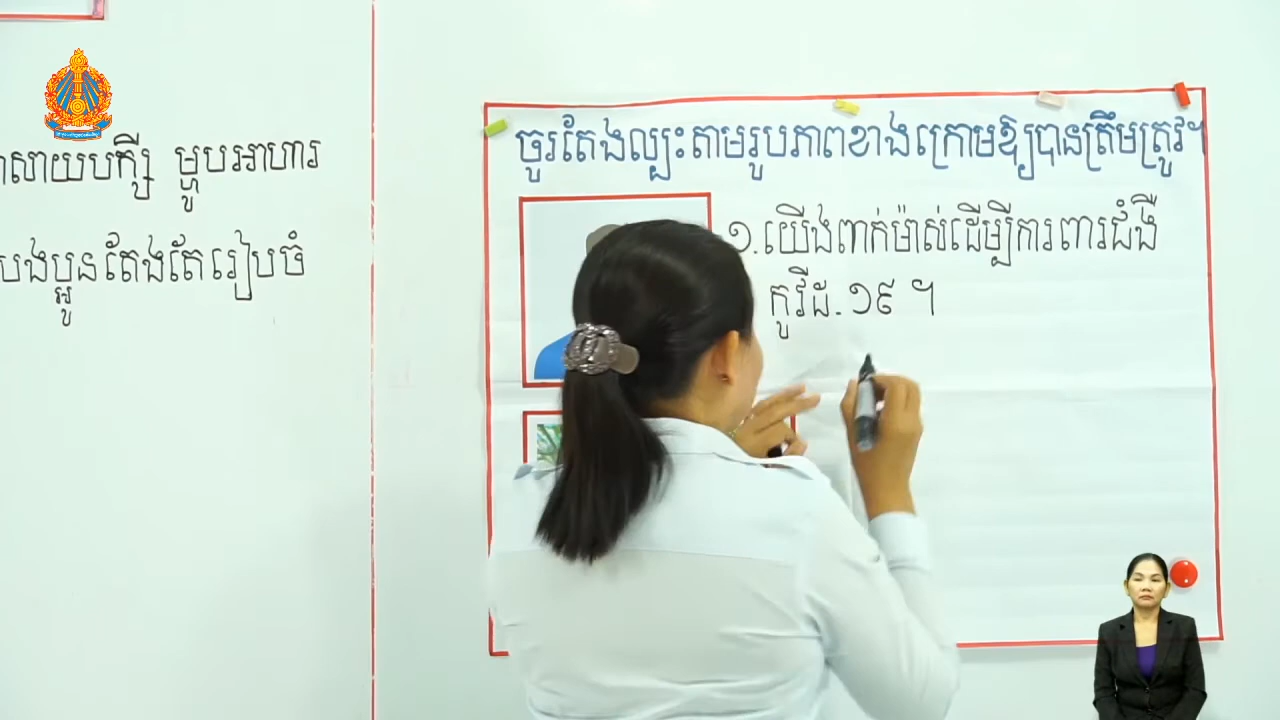 សាយបក្សី ម្ហូបអាហារ
បងប្អូនតែងតែរៀបចំ
ចូរតែងល្បះតាមរូបភាពខាងក្រោមឱ្យបានត្រឹមត្រូវ។
១.យើងពាក់ម៉ាស់ដើម្បីការពារជំងឺ
កូវីដ-១៩ ។